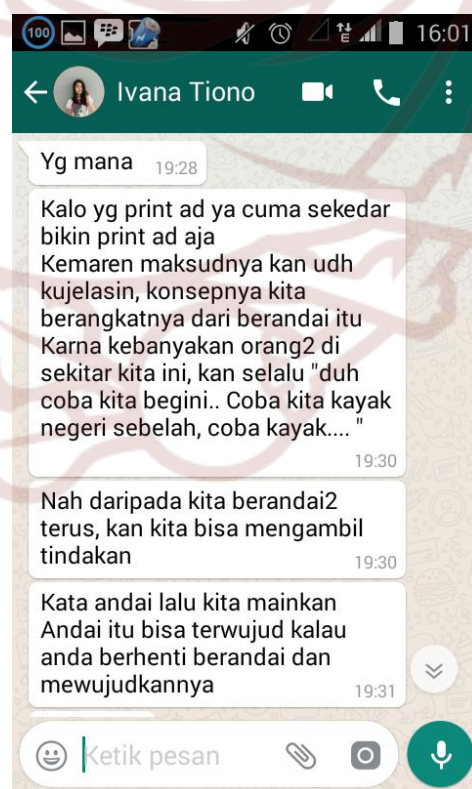 100
16:01
Ivana Tiono
Yg mana 19:28
Kalo yg print ad ya cuma sekedar
bikin print ad aja
Kemaren maksudnya kan udh
kujelasin, konsepnya kita
berangkatnya dari berandai itu
Karna kebanyakan orang2 di
sekitar kita ini, kan selalu "duh
coba kita begini.. Coba kita kayak
negeri sebelah, coba kayak.... "
19:30
Nah daripada kita berandai2
terus, kan kita bisa mengambil
tindakan 19:30
Kata andai lalu kita mainkan
Andai itu bisa terwujud kalau
anda berhenti berandai dan
mewujudkannya 19:31
Ketik pesan